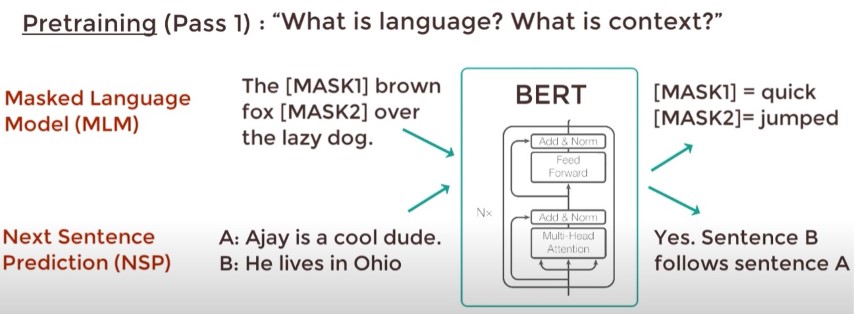 Pretraining (Pass 1) : “What is language? What is context?”
Masked Language
Model (MLM)
The [MASK1] brown
fox [MASK2] over
the lazy dog.
BERT
Add & Norm
Feed
Forward
Nx
Add & Norm
Multi-Head
Attention
[MASK1] = quick
[MASK2]= jumped
Next Sentence
Prediction (NSP)
A: Ajay is a cool dude.
B: He lives in Ohio
Yes. Sentence B
follows sentence A